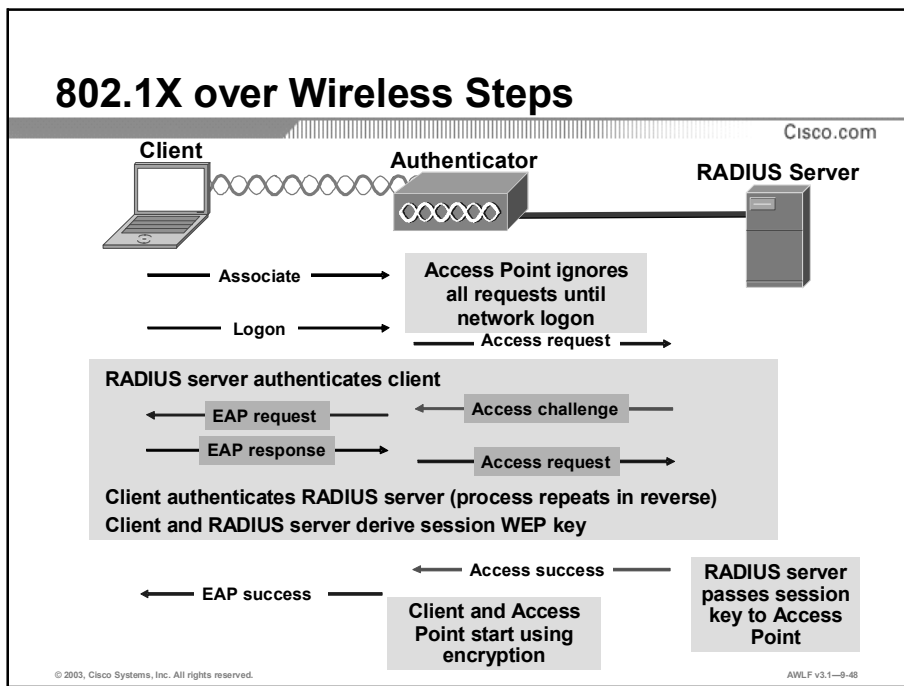 802.1X over Wireless Steps
Cisco.com
Client
Authenticator
RADIUS Server
Associate
Access Point ignores
all requests until
network logon
Logon
Access request
RADIUS server authenticates client
EAP request
Access challenge
EAP response
Access request
Client authenticates RADIUS server (process repeats in reverse)
Client and RADIUS server derive session WEP key
Access success
EAP success
RADIUS server
passes session
key to Access
Point
Client and Access
Point start using
encryption
© 2003, Cisco Systems, Inc. All rights reserved.
AWLF v3.1—9-48